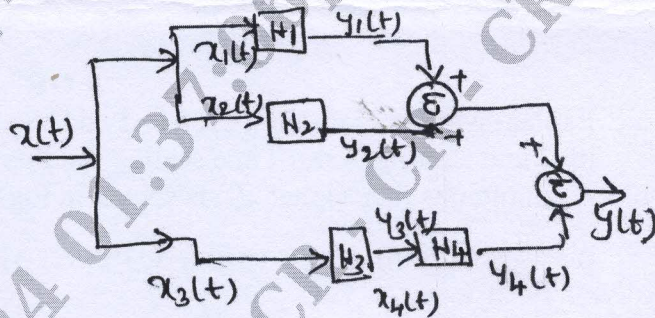 x1(t) H1 y1(t)
+
x(t) x2(t) H2 y2(t) Σ +
+
Σ y(t)
H3 y3(t) H4
x3(t) x4(t) y4(t)